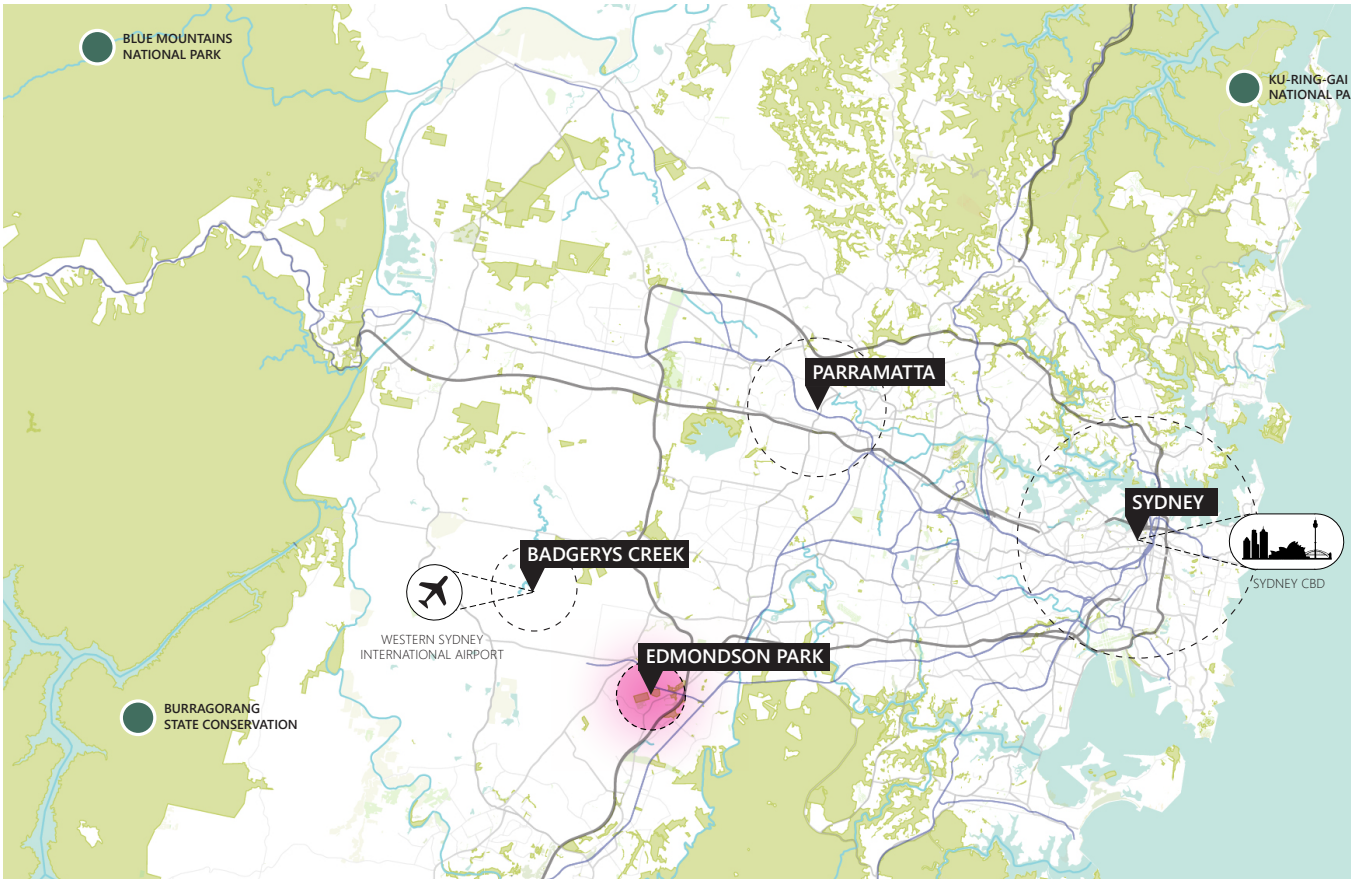 BLUE MOUNTAINS
NATIONAL PARK
KU-RING-GAI
NATIONAL PA
PARRAMATTA
SYDNEY
SYDNEY CBD
BADGERYS CREEK
WESTERN SYDNEY
INTERNATIONAL AIRPORT
EDMONDSON PARK
BURRAGORANG
STATE CONSERVATION